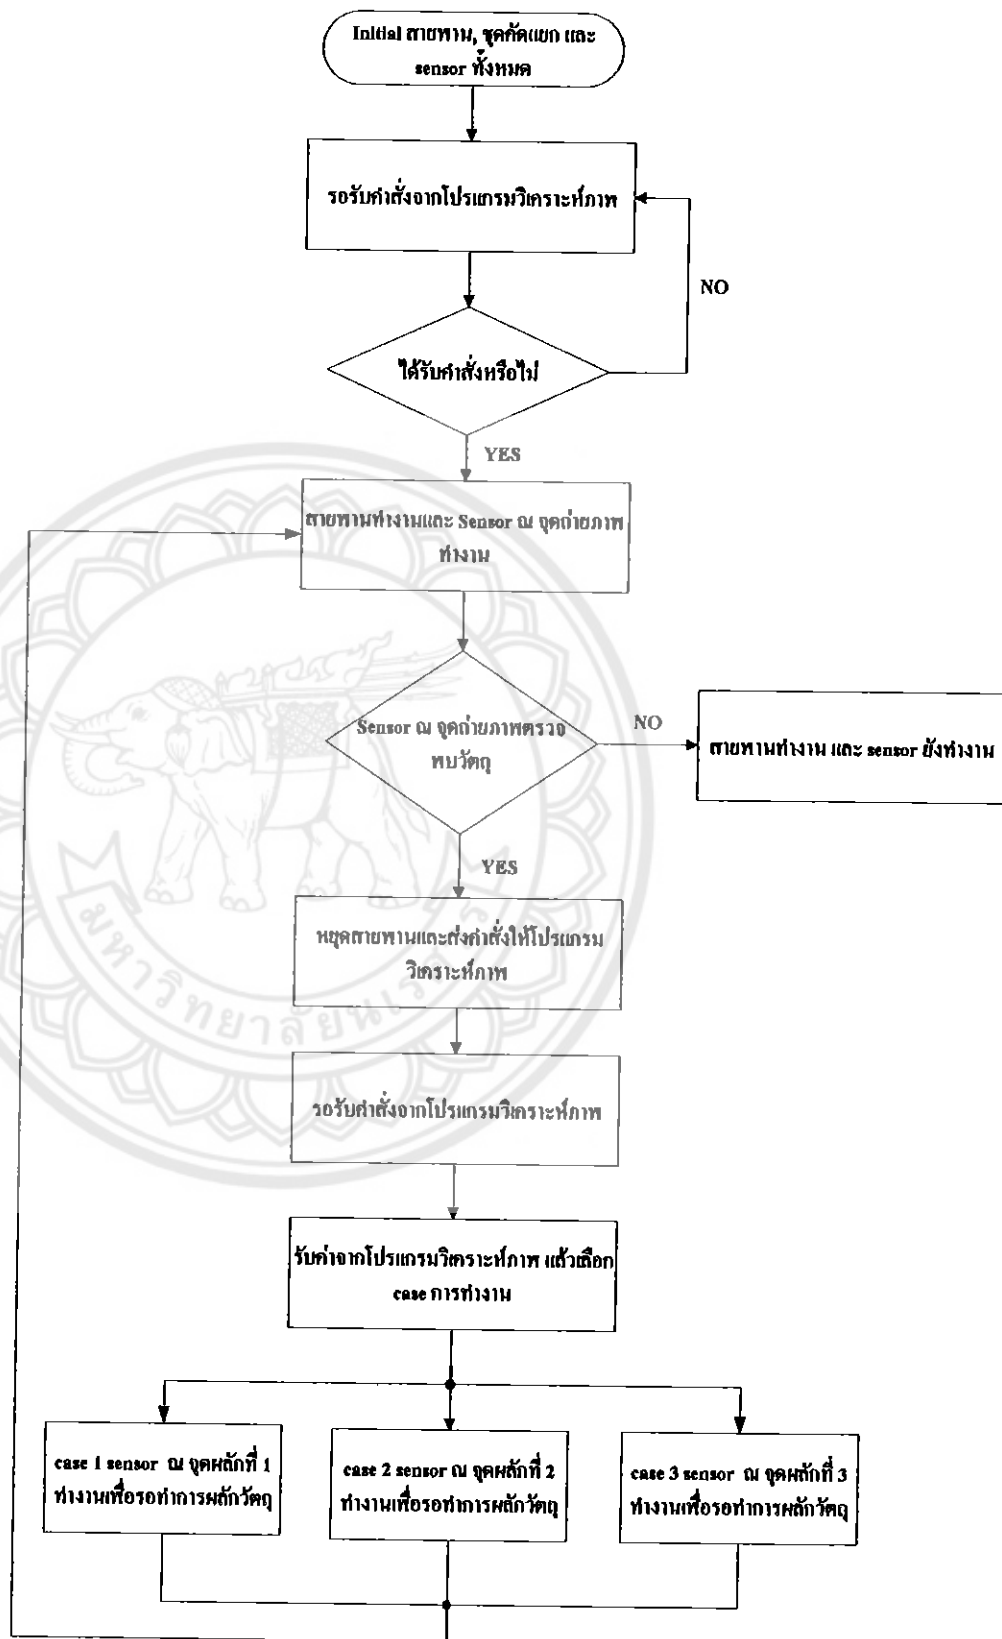 Initial สายพาน, ชุดคัดแยก และ
sensor ทั้งหมด
รอรับคำสั่งจากโปรแกรมวิเคราะห์ภาพ
NO
ได้รับคำสั่งหรือไม่
YES
สายพานทำงานและ Sensor ณ จุดถ่ายภาพ
ทำงาน
Sensor ณ จุดถ่ายภาพตรวจ
พบวัตถุ
NO
สายพานทำงาน และ sensor ยังทำงาน
YES
หยุดสายพานและส่งคำสั่งให้โปรแกรม
วิเคราะห์ภาพ
มหาวิทยาลัยนเรศวร
รอรับคำสั่งจากโปรแกรมวิเคราะห์ภาพ
รับค่าจากโปรแกรมวิเคราะห์ภาพ แล้วเลือก
case การทำงาน
case 1 sensor ณ จุดผลักที่ 1
ทำงานเพื่อรอทำการผลักวัตถุ
case 2 sensor ณ จุดผลักที่ 2
ทำงานเพื่อรอทำการผลักวัตถุ
case 3 sensor ณ จุดผลักที่ 3
ทำงานเพื่อรอทำการผลักวัตถุ